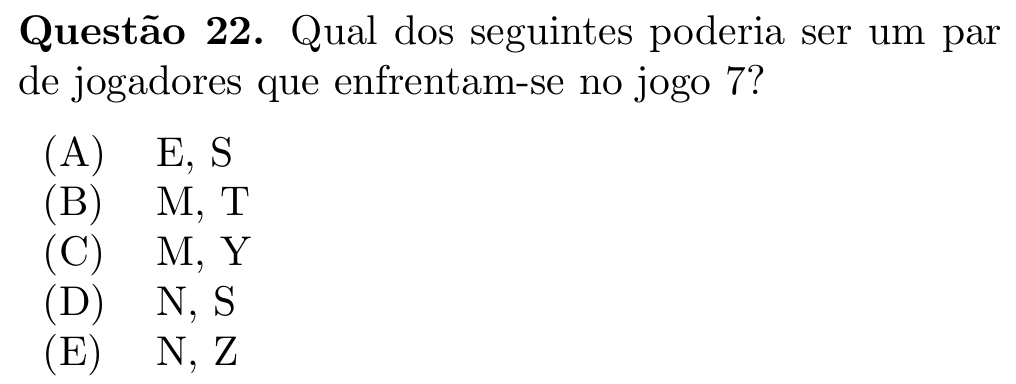 Questão 22. Qual dos seguintes poderia ser um par
de jogadores que enfrentam-se no jogo 7?
(A) E, S
(B) M, T
(C) M, Y
(D) N, S
(E) N, Z